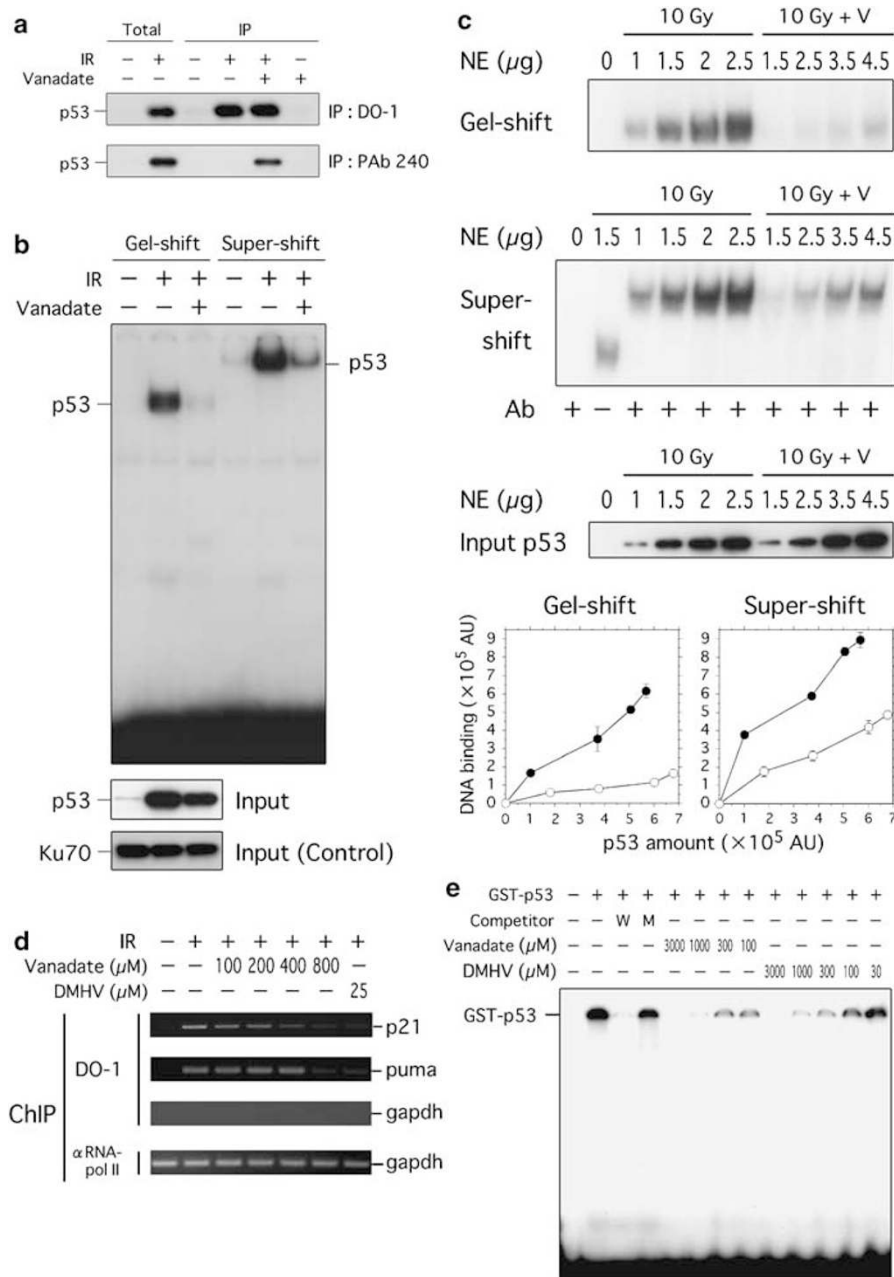 a
Total IP
IR − + − + + −
Vanadate − − − − + +
p53 IP : DO-1
p53 IP : PAb 240
b
Gel-shift Super-shift
IR − + + − + +
Vanadate − − + − − +
p53
p53
p53 Input
Ku70 Input (Control)
c
10 Gy 10 Gy + V
NE (µg) 0 1 1.5 2 2.5 1.5 2.5 3.5 4.5
Gel-shift
10 Gy 10 Gy + V
NE (µg) 0 1.5 1 1.5 2 2.5 1.5 2.5 3.5 4.5
Super-
shift
Ab + − + + + + + + + +
10 Gy 10 Gy + V
NE (µg) 0 1 1.5 2 2.5 1.5 2.5 3.5 4.5
Input p53
Gel-shift Super-shift
DNA binding (×10⁵ AU)
9 9
8 8
7 7
6 6
5 5
4 4
3 3
2 2
1 1
0 0
0 1 2 3 4 5 6 7 0 1 2 3 4 5 6 7
p53 amount (×10⁵ AU)
d
IR − + + + + + +
Vanadate (µM) − − 100 200 400 800 −
DMHV (µM) − − − − − − 25
ChIP
DO-1
p21
puma
gapdh
α RNA-
pol II
gapdh
e
GST-p53 − + + + + + + + + + + + +
Competitor − − W M − − − − − − − − −
Vanadate (µM) − − − − 3000 1000 300 100 − − − − −
DMHV (µM) − − − − − − − − 3000 1000 300 100 30
GST-p53